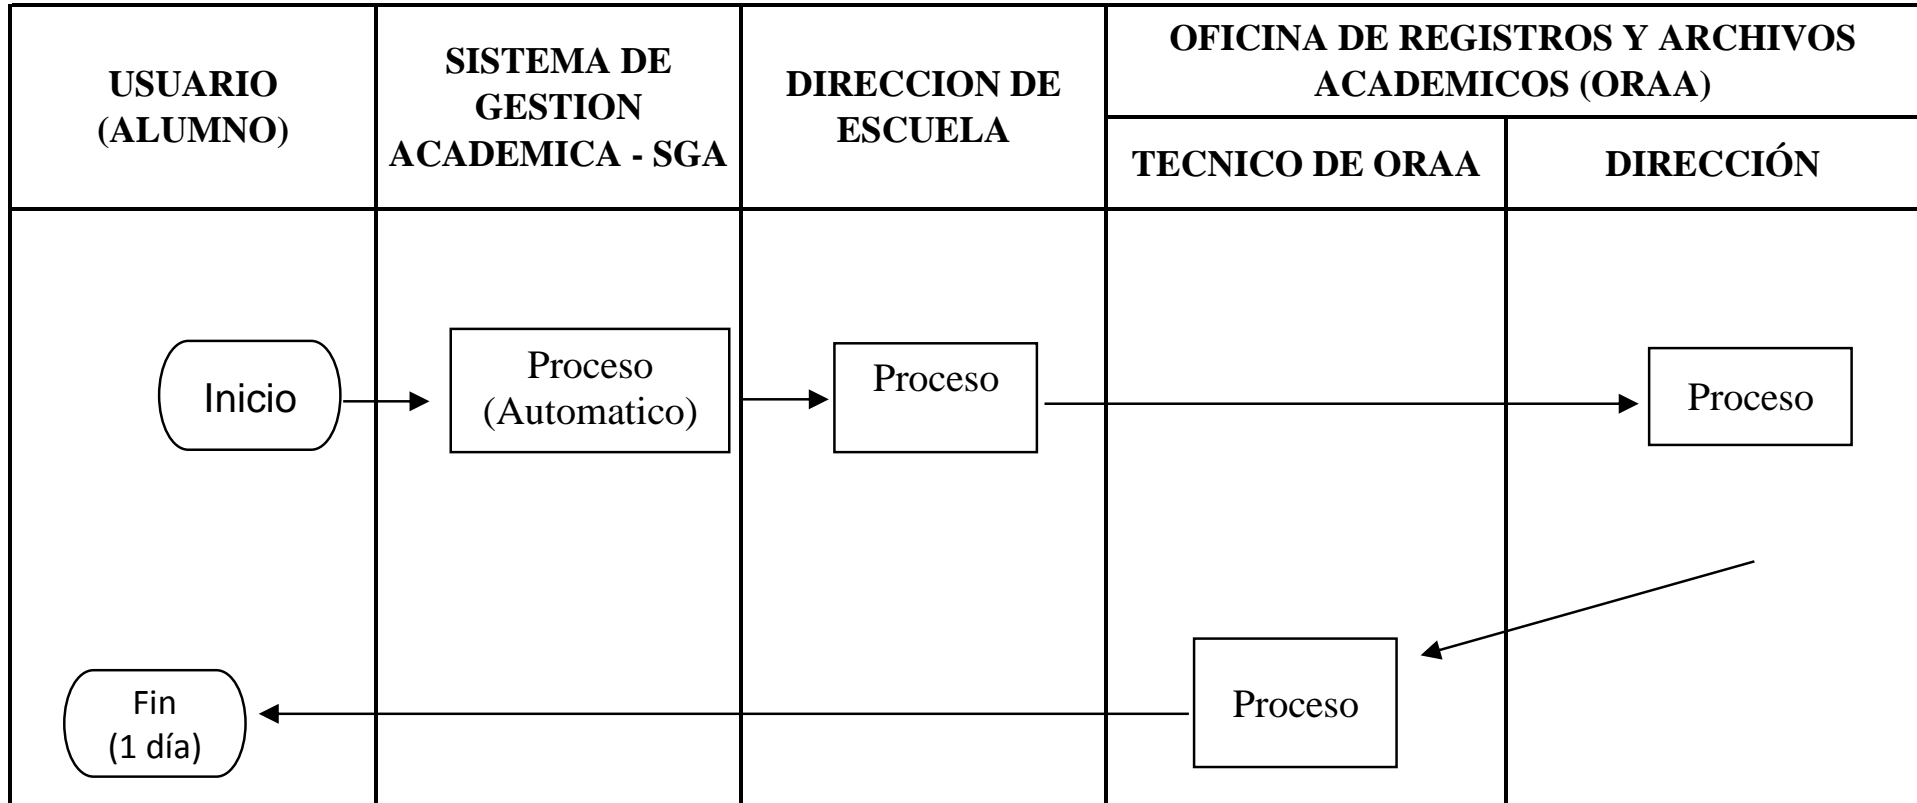 USUARIO
(ALUMNO)
SISTEMA DE
GESTION
ACADEMICA - SGA
DIRECCION DE
ESCUELA
OFICINA DE REGISTROS Y ARCHIVOS
ACADEMICOS (ORAA)
TECNICO DE ORAA
DIRECCIÓN
Inicio
Proceso
(Automatico)
Proceso
Proceso
Proceso
Fin
(1 día)